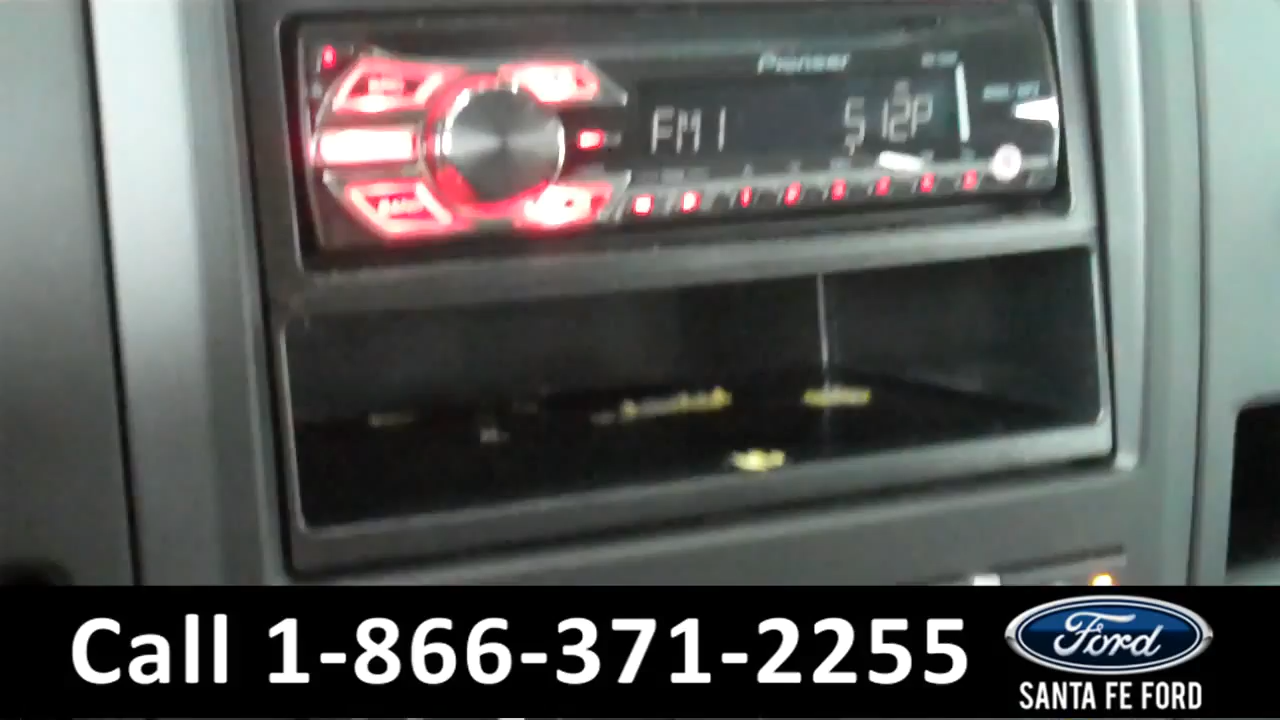 Pioneer
FM1 5 12P
Call 1-866-371-2255
Ford
SANTA FE FORD